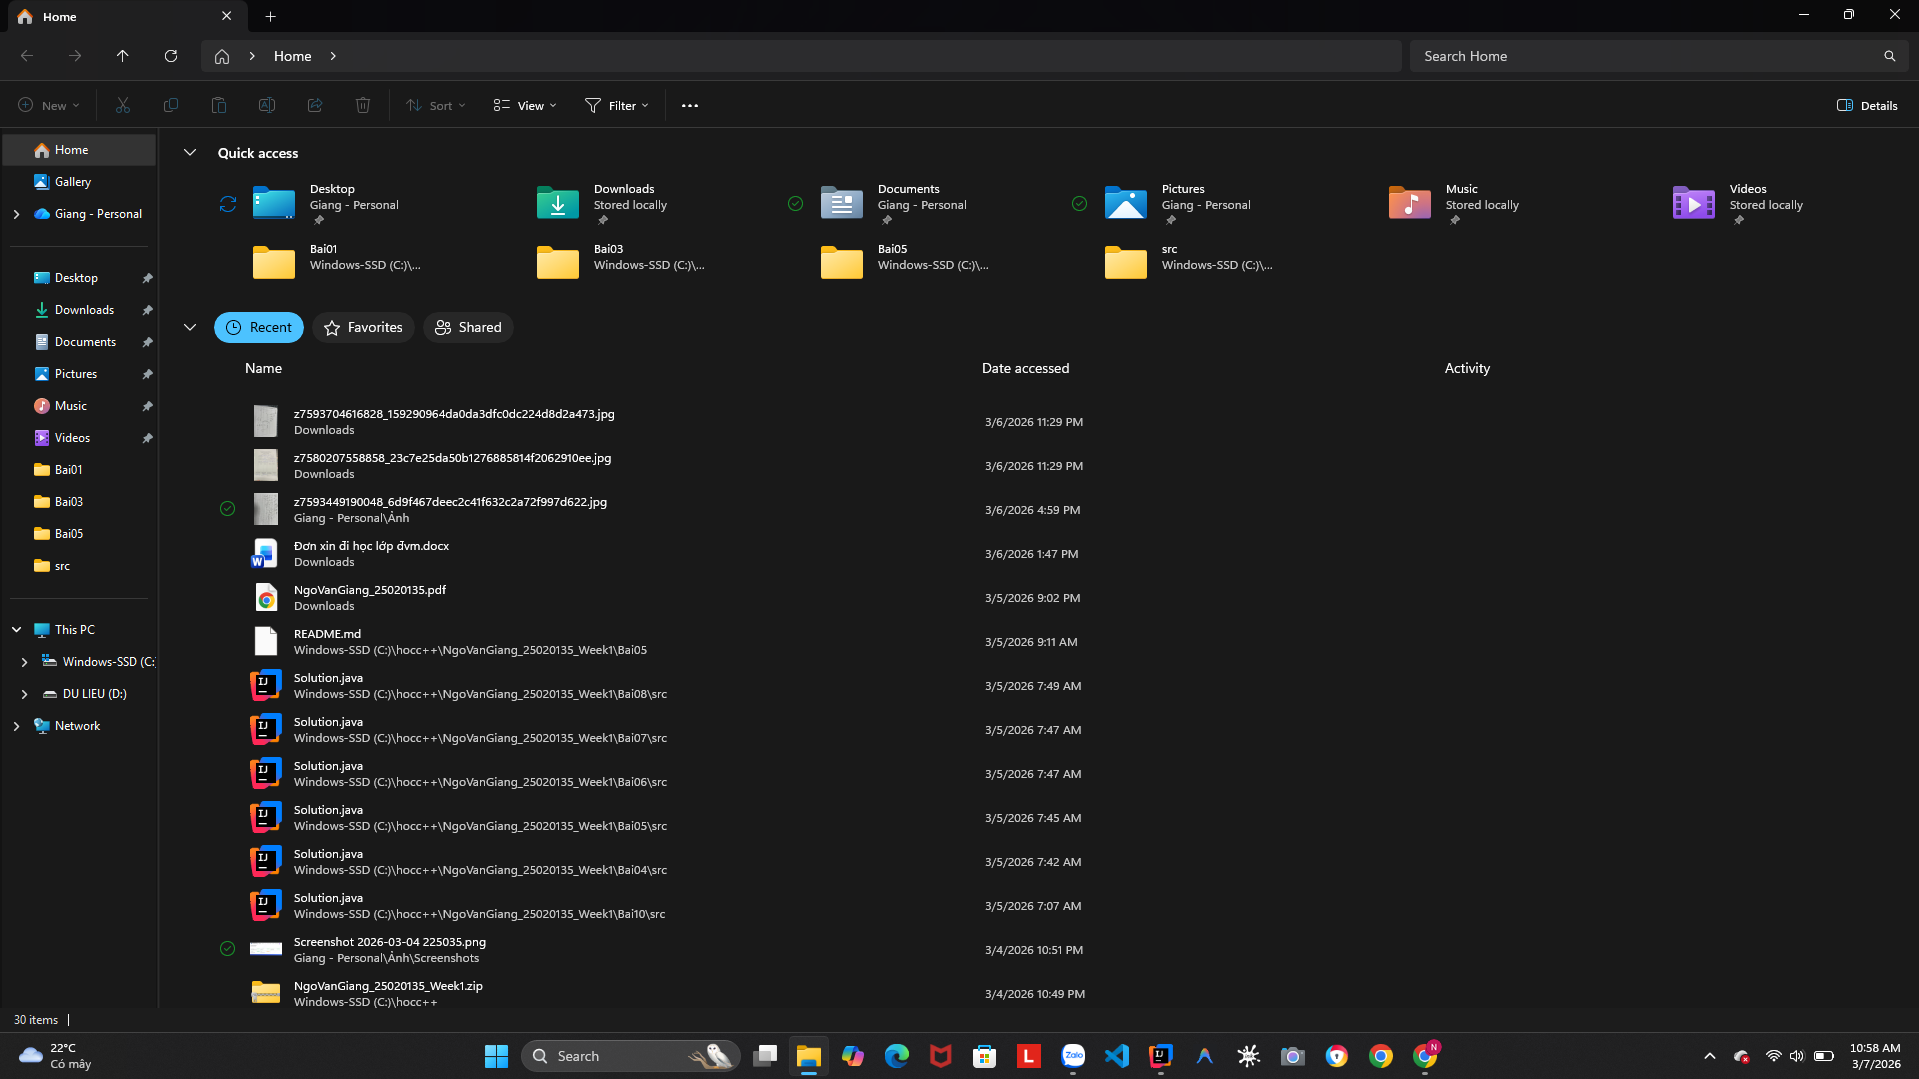 Home
Home
Search Home
New
Sort
View
Filter
Details
Home
Gallery
Giang - Personal
Desktop
Downloads
Documents
Pictures
Music
Videos
Bai01
Bai03
Bai05
src
This PC
Windows-SSD (C:)
DU LIEU (D:)
Network
Quick access
Desktop
Giang - Personal
Downloads
Stored locally
Documents
Giang - Personal
Pictures
Giang - Personal
Music
Stored locally
Videos
Stored locally
Bai01
Windows-SSD (C:)\...
Bai03
Windows-SSD (C:)\...
Bai05
Windows-SSD (C:)\...
src
Windows-SSD (C:)\...
Recent
Favorites
Shared
Name Date accessed Activity
z7593704616828_159290964da0da3dfc0dc224d8d2a473.jpg
Downloads
3/6/2026 11:29 PM
z7580207558858_23c7e25da50b1276885814f2062910ee.jpg
Downloads
3/6/2026 11:29 PM
z7593449190048_6d9f467deec2c41f632c2a72f997d622.jpg
Giang - Personal\Ảnh
3/6/2026 4:59 PM
Đơn xin đi học lớp đvm.docx
Downloads
3/6/2026 1:47 PM
NgoVanGiang_25020135.pdf
Downloads
3/5/2026 9:02 PM
README.md
Windows-SSD (C:)\hocc++\NgoVanGiang_25020135_Week1\Bai05
3/5/2026 9:11 AM
Solution.java
Windows-SSD (C:)\hocc++\NgoVanGiang_25020135_Week1\Bai08\src
3/5/2026 7:49 AM
Solution.java
Windows-SSD (C:)\hocc++\NgoVanGiang_25020135_Week1\Bai07\src
3/5/2026 7:47 AM
Solution.java
Windows-SSD (C:)\hocc++\NgoVanGiang_25020135_Week1\Bai06\src
3/5/2026 7:47 AM
Solution.java
Windows-SSD (C:)\hocc++\NgoVanGiang_25020135_Week1\Bai05\src
3/5/2026 7:45 AM
Solution.java
Windows-SSD (C:)\hocc++\NgoVanGiang_25020135_Week1\Bai04\src
3/5/2026 7:42 AM
Solution.java
Windows-SSD (C:)\hocc++\NgoVanGiang_25020135_Week1\Bai10\src
3/5/2026 7:07 AM
Screenshot 2026-03-04 225035.png
Giang - Personal\Ảnh\Screenshots
3/4/2026 10:51 PM
NgoVanGiang_25020135_Week1.zip
Windows-SSD (C:)\hocc++
3/4/2026 10:49 PM
30 items
22°C
Có mây
Search
Zalo
10:58 AM
3/7/2026